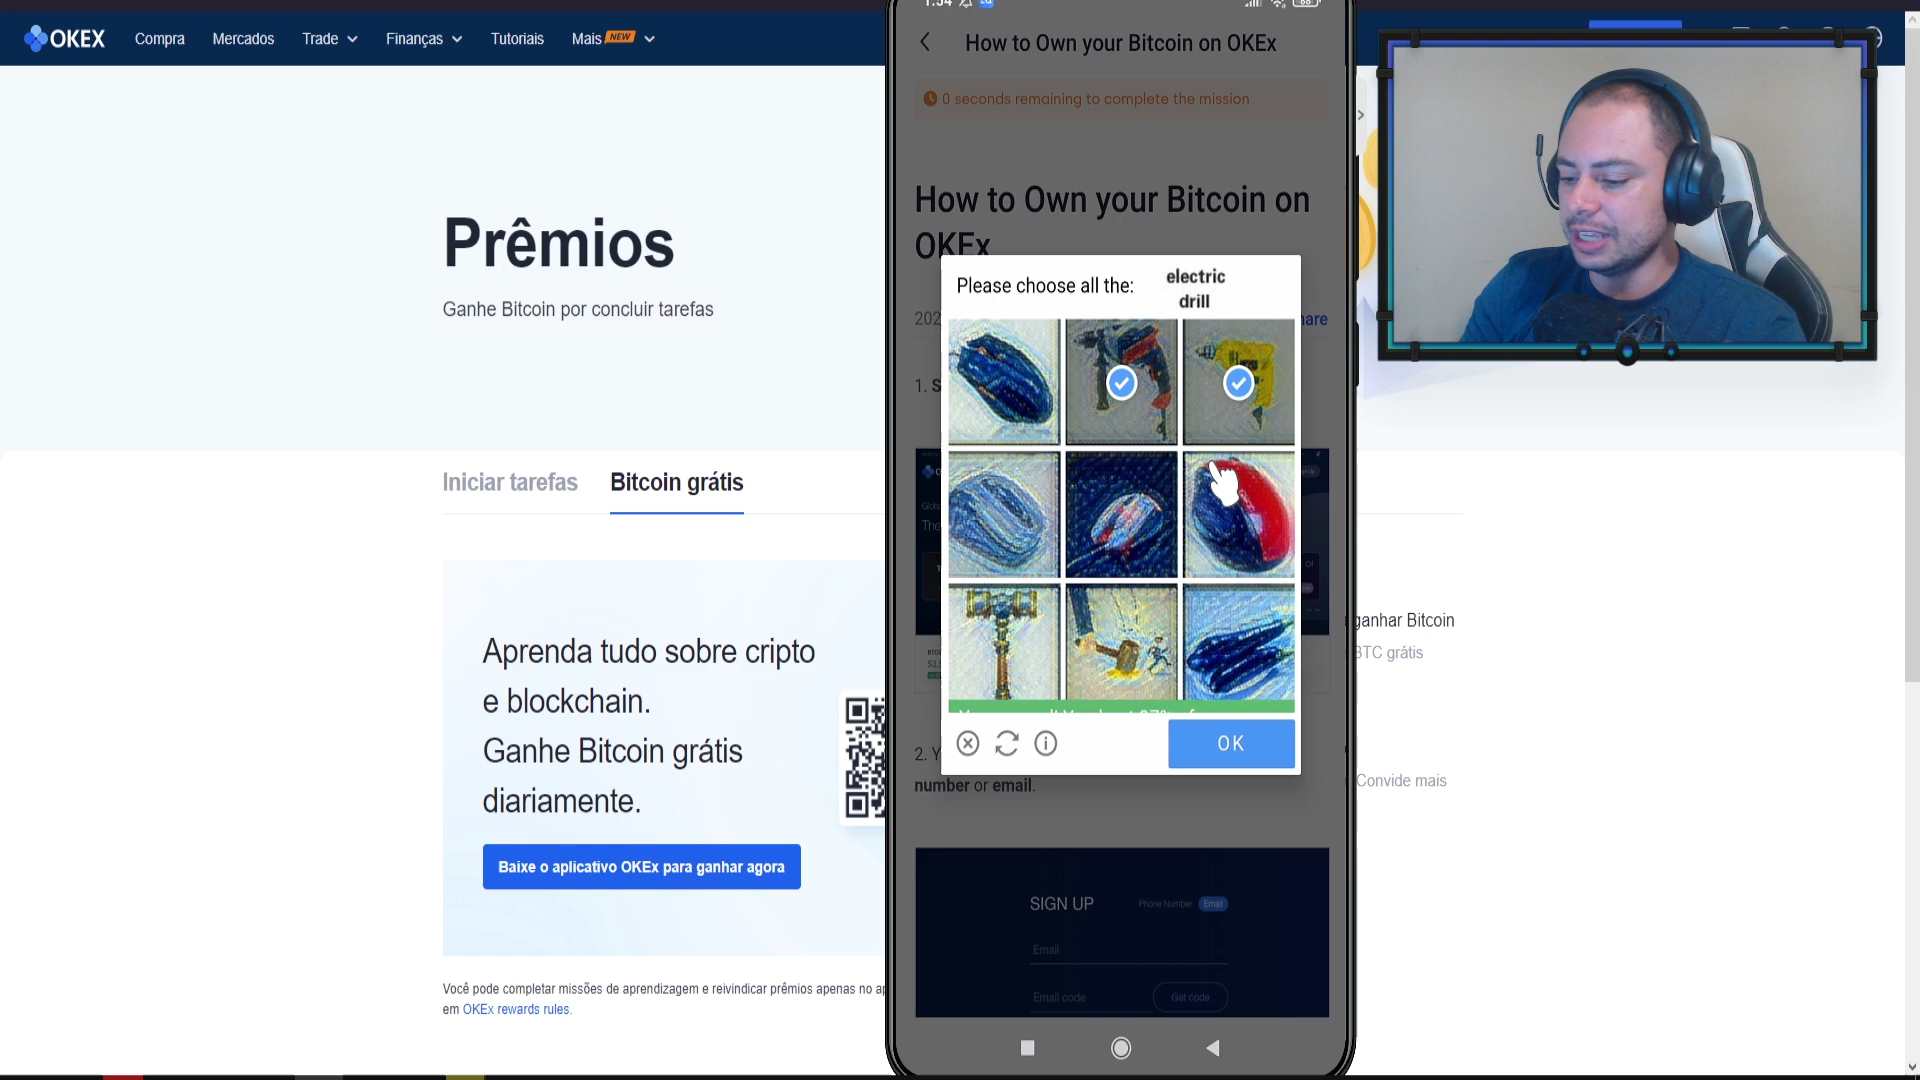 OKEX Compra Mercados Trade Finanças Tutoriais Mais NEW
How to Own your Bitcoin on OKEx
0 seconds remaining to complete the mission
How to Own your Bitcoin on
OKEx
Please choose all the: electric
drill
OK
2. Y
number or email.
SIGN UP Phone Number Email
Email
Email code Get code
Prêmios
Ganhe Bitcoin por concluir tarefas
Iniciar tarefas Bitcoin grátis
Aprenda tudo sobre cripto
e blockchain.
Ganhe Bitcoin grátis
diariamente.
Baixe o aplicativo OKEx para ganhar agora
Você pode completar missões de aprendizagem e reivindicar prêmios apenas no
em OKEx rewards rules.
ganhar Bitcoin
BTC grátis
Convide mais